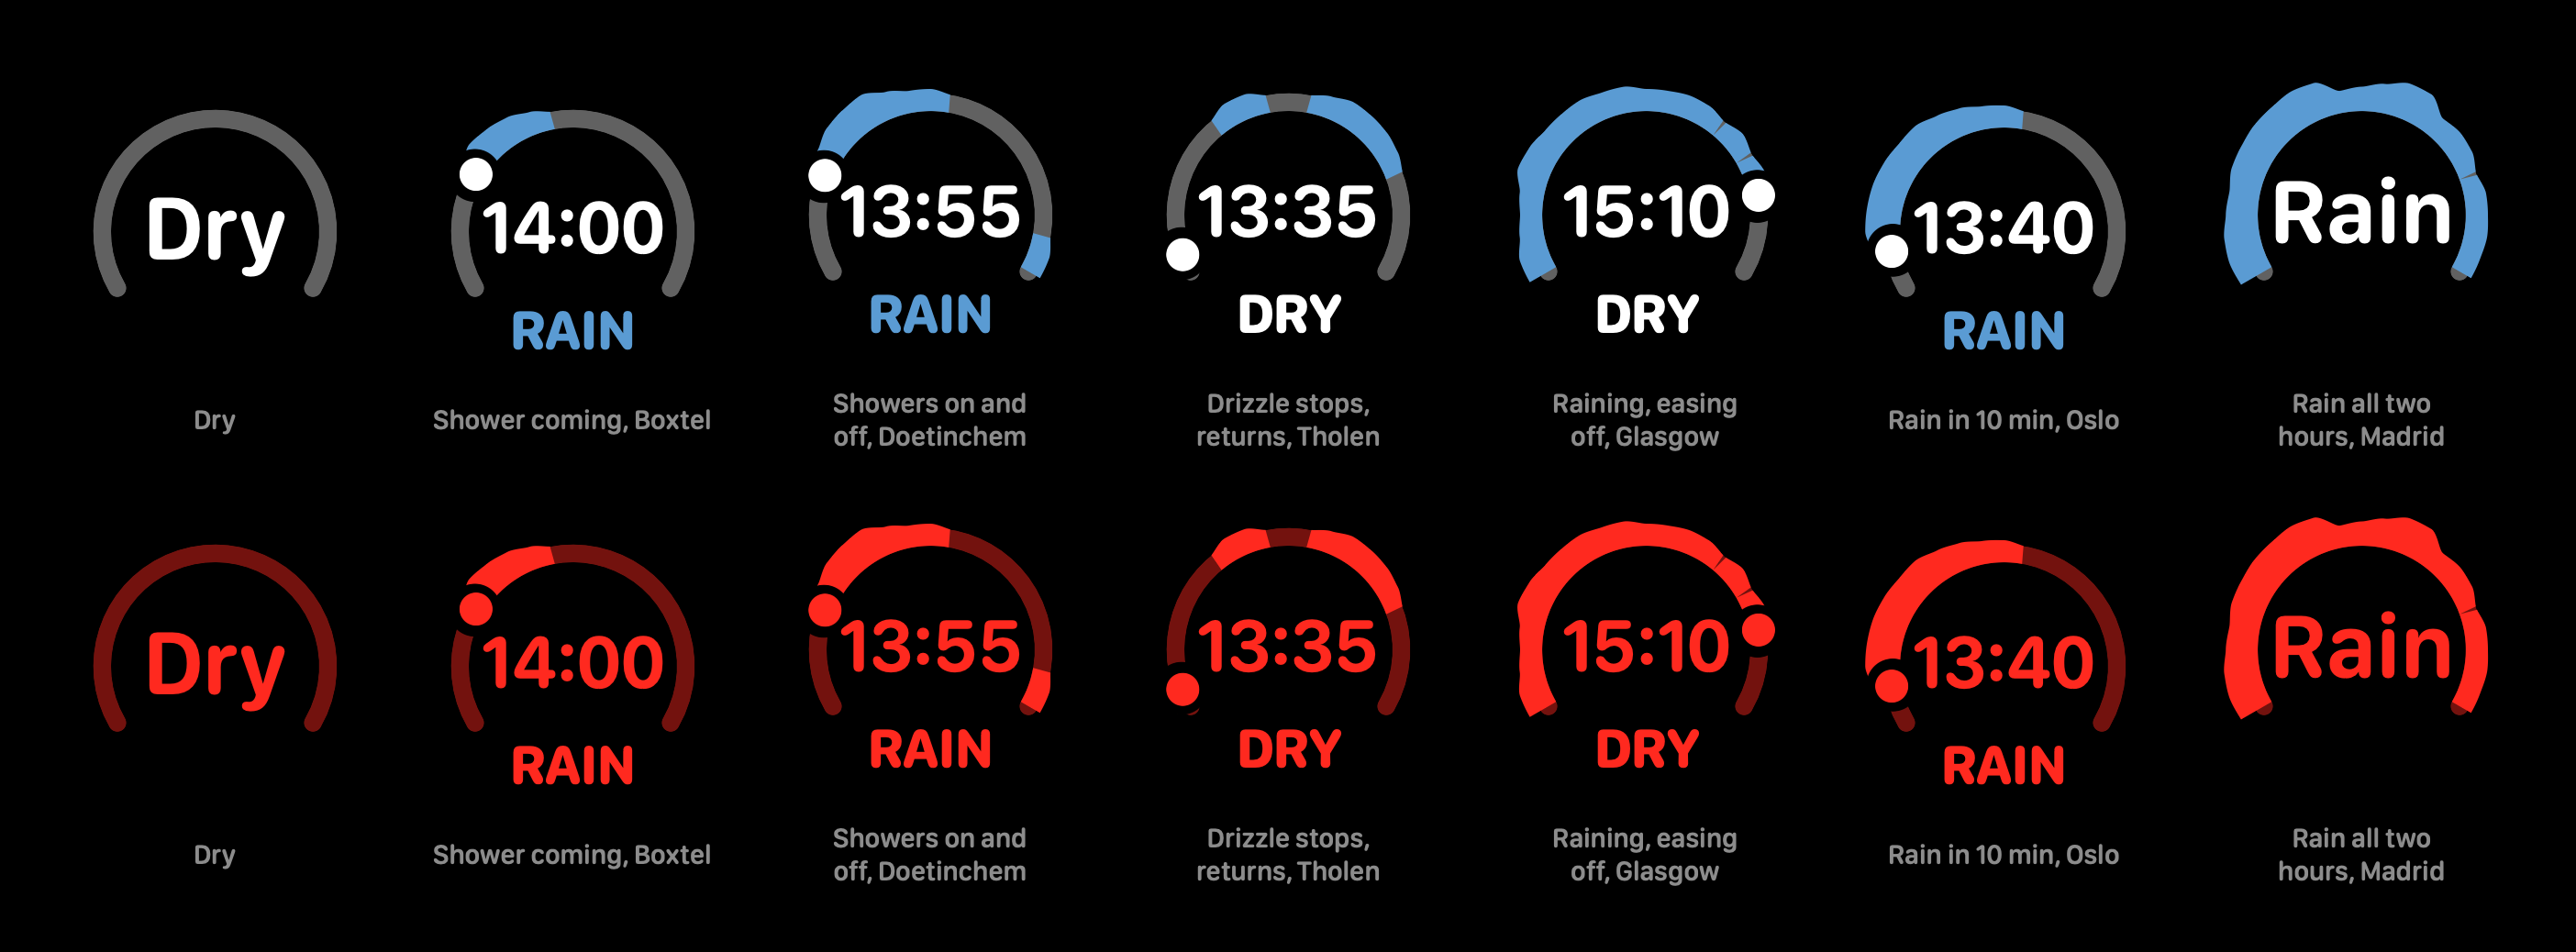 Dry
14:00
RAIN
13:55
RAIN
13:35
DRY
15:10
DRY
13:40
RAIN
Rain
Dry
Shower coming, Boxtel
Showers on and
off, Doetinchem
Drizzle stops,
returns, Tholen
Raining, easing
off, Glasgow
Rain in 10 min, Oslo
Rain all two
hours, Madrid
Dry
14:00
RAIN
13:55
RAIN
13:35
DRY
15:10
DRY
13:40
RAIN
Rain
Dry
Shower coming, Boxtel
Showers on and
off, Doetinchem
Drizzle stops,
returns, Tholen
Raining, easing
off, Glasgow
Rain in 10 min, Oslo
Rain all two
hours, Madrid